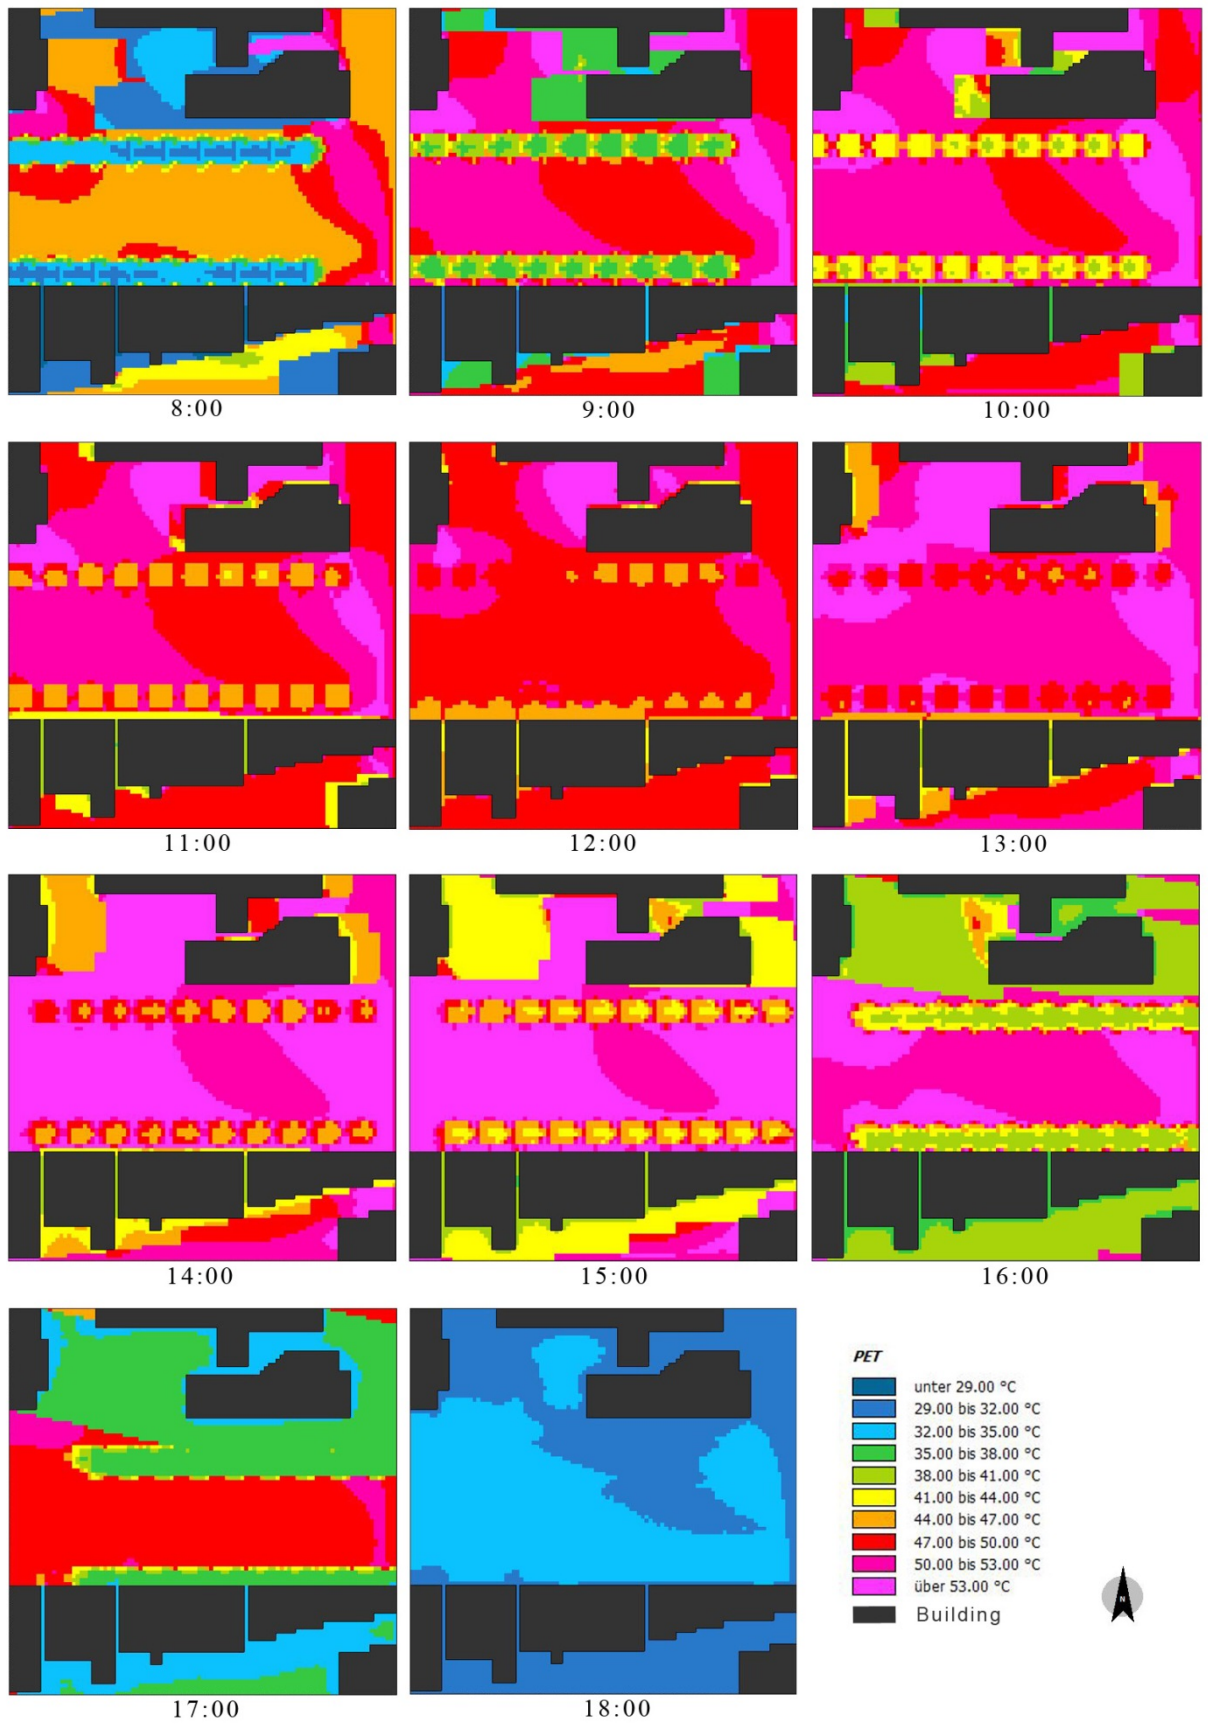 8:00
9:00
10:00
11:00
12:00
13:00
14:00
15:00
16:00
17:00
18:00
PET
unter 29.00 °C
29.00 bis 32.00 °C
32.00 bis 35.00 °C
35.00 bis 38.00 °C
38.00 bis 41.00 °C
41.00 bis 44.00 °C
44.00 bis 47.00 °C
47.00 bis 50.00 °C
50.00 bis 53.00 °C
über 53.00 °C
Building
N